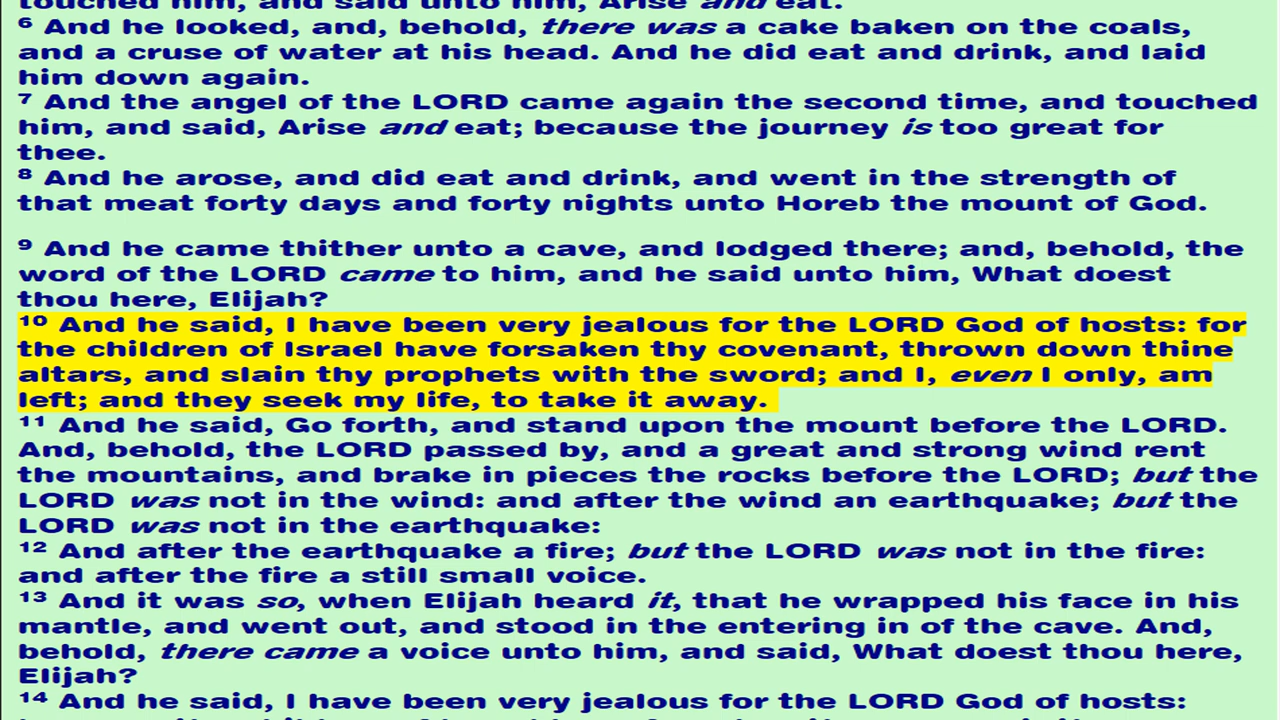 touched him, and said unto him, Arise and eat.
6 And he looked, and, behold, there was a cake baken on the coals,
and a cruse of water at his head. And he did eat and drink, and laid
him down again.
7 And the angel of the LORD came again the second time, and touched
him, and said, Arise and eat; because the journey is too great for
thee.
8 And he arose, and did eat and drink, and went in the strength of
that meat forty days and forty nights unto Horeb the mount of God.
9 And he came thither unto a cave, and lodged there; and, behold, the
word of the LORD came to him, and he said unto him, What doest
thou here, Elijah?
10 And he said, I have been very jealous for the LORD God of hosts: for
the children of Israel have forsaken thy covenant, thrown down thine
altars, and slain thy prophets with the sword; and I, even I only, am
left; and they seek my life, to take it away.
11 And he said, Go forth, and stand upon the mount before the LORD.
And, behold, the LORD passed by, and a great and strong wind rent
the mountains, and brake in pieces the rocks before the LORD; but the
LORD was not in the wind: and after the wind an earthquake; but the
LORD was not in the earthquake:
12 And after the earthquake a fire; but the LORD was not in the fire:
and after the fire a still small voice.
13 And it was so, when Elijah heard it, that he wrapped his face in his
mantle, and went out, and stood in the entering in of the cave. And,
behold, there came a voice unto him, and said, What doest thou here,
Elijah?
14 And he said, I have been very jealous for the LORD God of hosts: